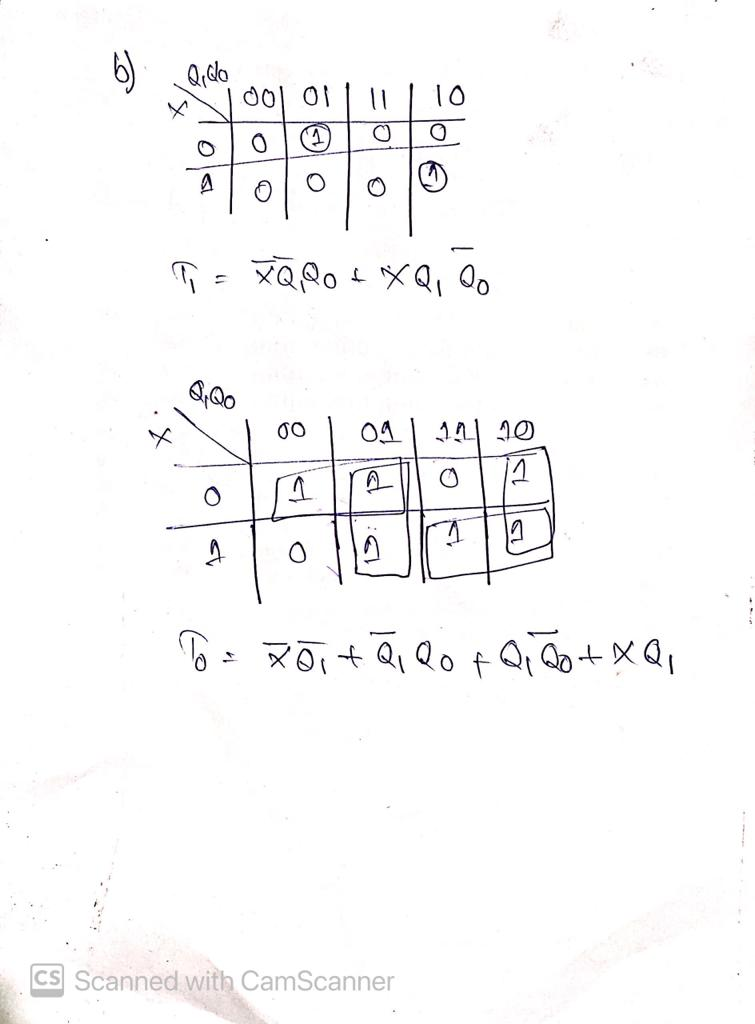 b)
Q₁Q₀
X 00 01 11 10
0 0 1 0 0
1 0 0 0 1
T₁ = X̅Q̅₁Q₀ + XQ₁Q̅₀
Q₁Q₀
X 00 01 11 10
0 1 1 0 1
1 0 1 1 1
T₀ = X̅Q̅₁ + Q̅₁Q₀ + Q₁Q̅₀ + XQ₁
CS Scanned with CamScanner